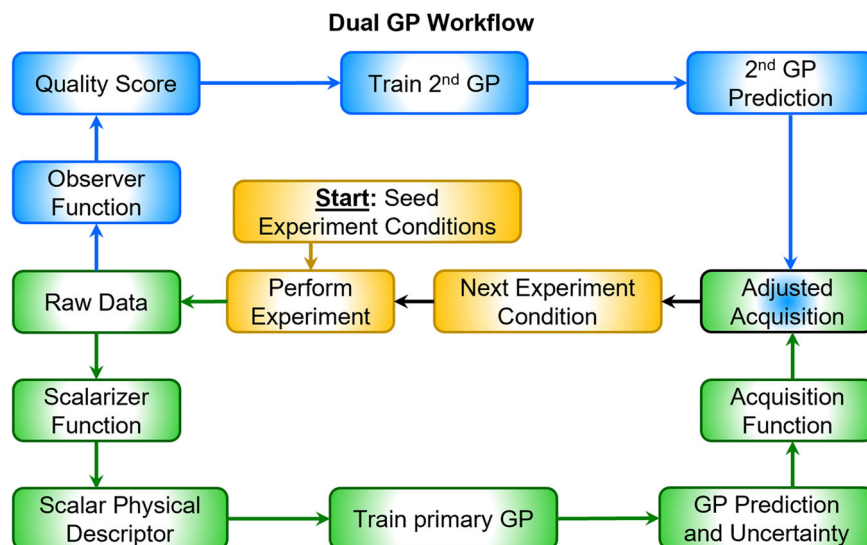 Dual GP Workflow
Quality Score
Train 2nd GP
2nd GP
Prediction
Observer
Function
Start: Seed
Experiment Conditions
Raw Data
Perform
Experiment
Next Experiment
Condition
Adjusted
Acquisition
Scalarizer
Function
Acquisition
Function
Scalar Physical
Descriptor
Train primary GP
GP Prediction
and Uncertainty